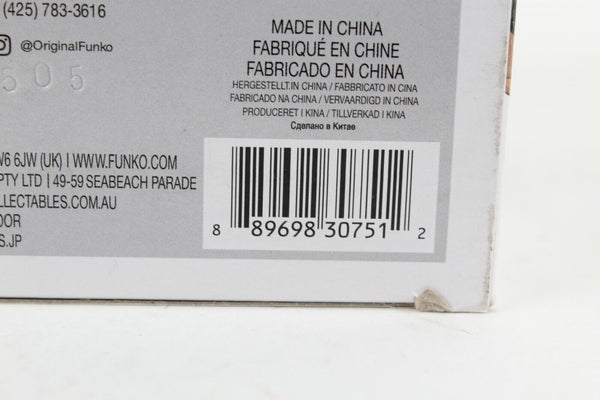 (425) 783-3616
@OriginalFunko
505
MADE IN CHINA
FABRIQUÉ EN CHINE
FABRICADO EN CHINA
HERGESTELLT.IN CHINA / FABBRICATO IN CINA
FABRICADO NA CHINA / VERVAARDIGD IN CHINA
PRODUCERET I KINA / TILLVERKAD I KINA
Сделано в Китае
6JW (UK) | WWW.FUNKO.COM
PTY LTD | 49-59 SEABEACH PARADE
LLECTABLES.COM.AU
OOR
S.JP
8 89698 30751 2